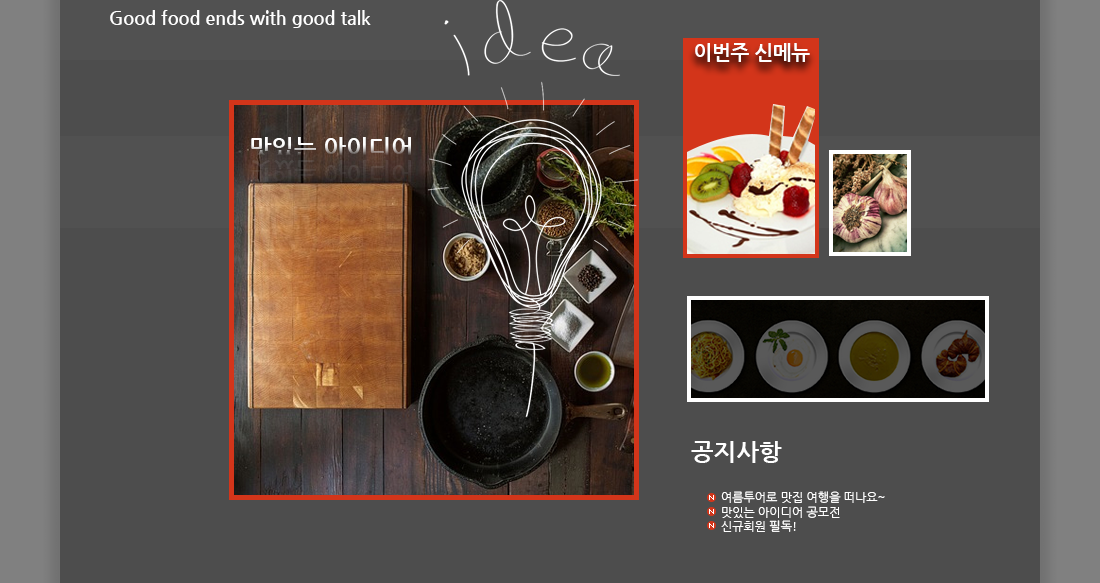 Good food ends with good talk
idea
이번주 신메뉴
맛있는 아이디어
공지사항
N 여름투어로 맛집 여행을 떠나요~
N 맛있는 아이디어 공모전
N 신규회원 필독!